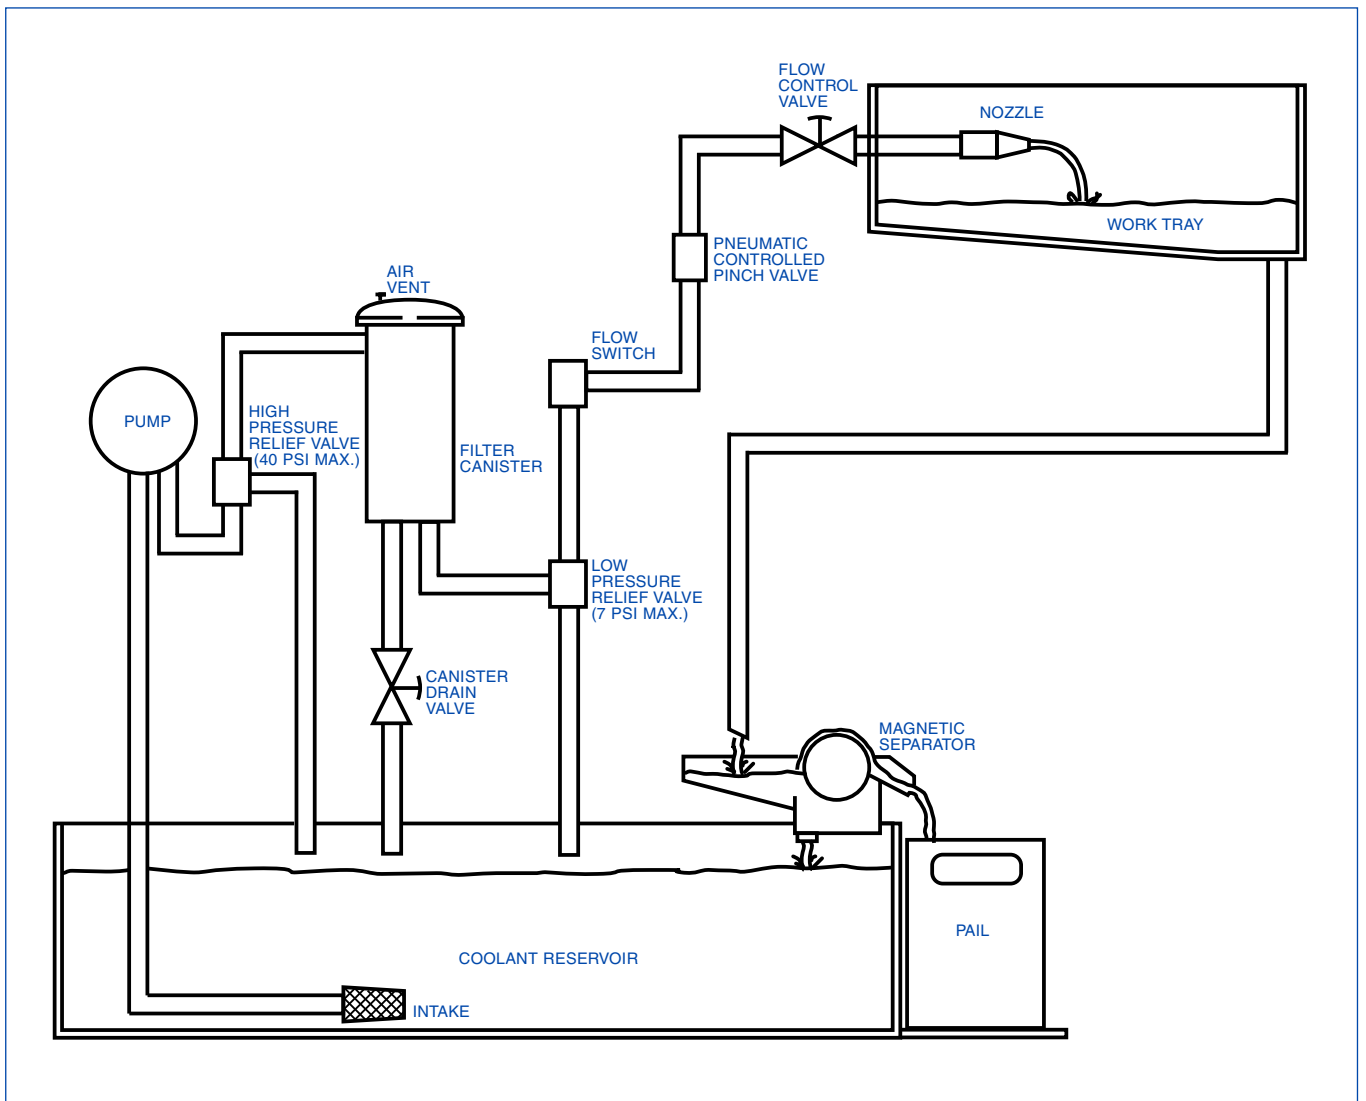 FLOW
CONTROL
VALVE
NOZZLE
WORK TRAY
PNEUMATIC
CONTROLLED
PINCH VALVE
AIR
VENT
FLOW
SWITCH
PUMP
HIGH
PRESSURE
RELIEF VALVE
(40 PSI MAX.)
FILTER
CANISTER
LOW
PRESSURE
RELIEF VALVE
(7 PSI MAX.)
CANISTER
DRAIN
VALVE
MAGNETIC
SEPARATOR
PAIL
COOLANT RESERVOIR
INTAKE